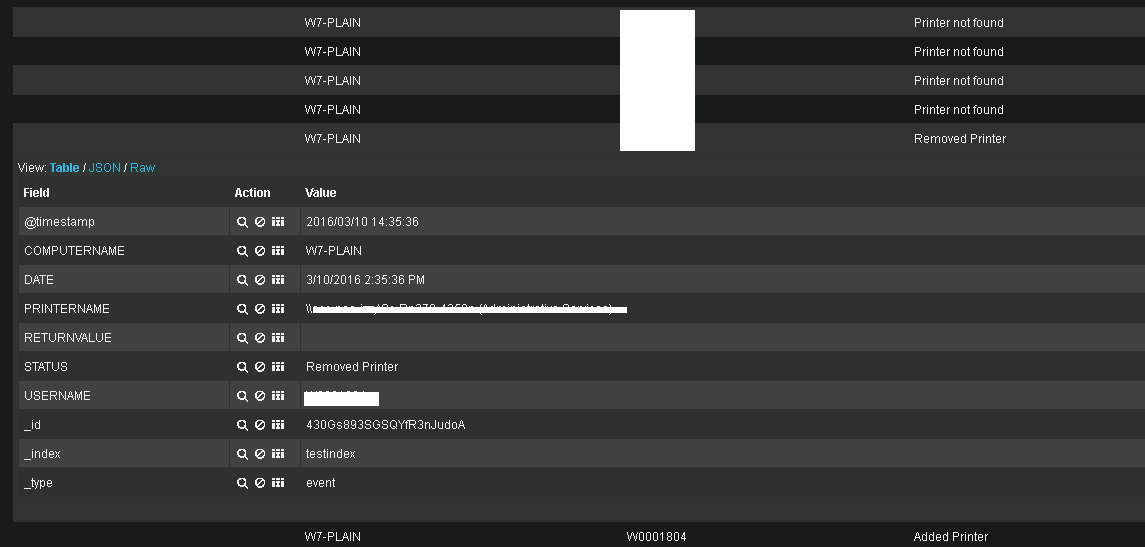 W7-PLAIN Printer not found
W7-PLAIN Printer not found
W7-PLAIN Printer not found
W7-PLAIN Printer not found
W7-PLAIN Removed Printer
View: Table / JSON / Raw
Field Action Value
@timestamp 2016/03/10 14:35:36
COMPUTERNAME W7-PLAIN
DATE 3/10/2016 2:35:36 PM
PRINTERNAME \\
RETURNVALUE
STATUS Removed Printer
USERNAME
_id 430Gs893SGSQYfR3nJudoA
_index testindex
_type event
W7-PLAIN W0001804 Added Printer